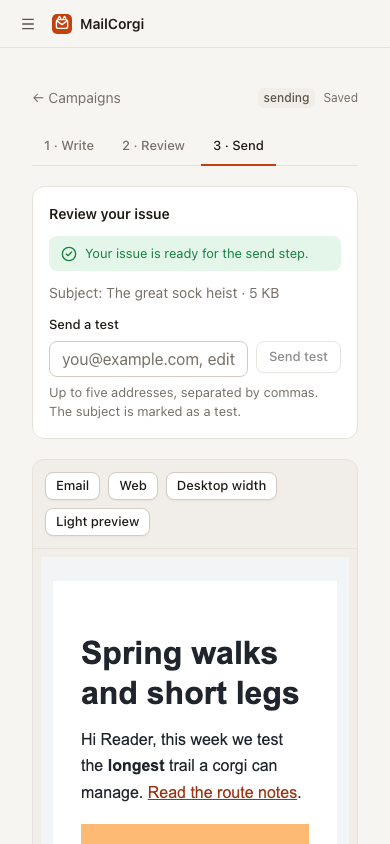 MailCorgi
← Campaigns
sending
Saved
1 · Write
2 · Review
3 · Send
Review your issue
Your issue is ready for the send step.
Subject: The great sock heist · 5 KB
Send a test
you@example.com, edit
Send test
Up to five addresses, separated by commas.
The subject is marked as a test.
Email
Web
Desktop width
Light preview
Spring walks
and short legs
Hi Reader, this week we test
the longest trail a corgi can
manage. Read the route notes.